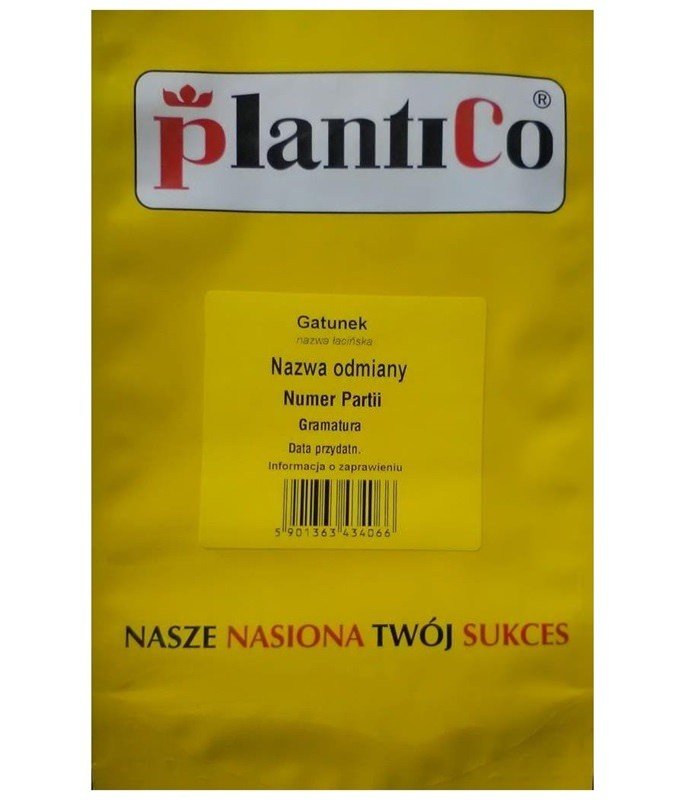 plantiCo®
Gatunek
nazwa łacińska
Nazwa odmiany
Numer Partii
Gramatura
Data przydatn.
Informacja o zaprawieniu
5 901363 434066
NASZE NASIONA TWÓJ SUKCES